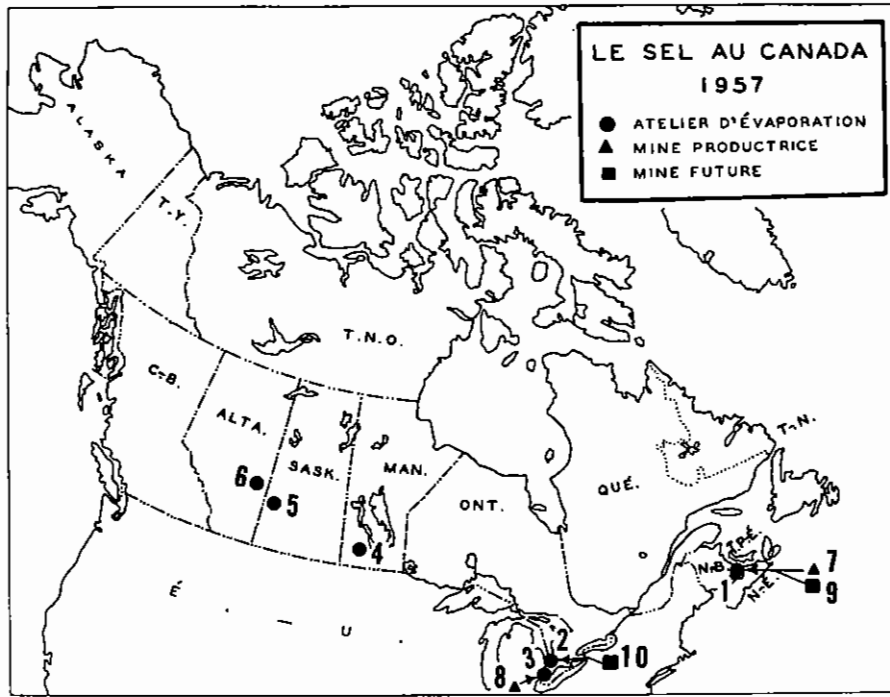 LE SEL AU CANADA
1957
ATELIER D'ÉVAPORATION
MINE PRODUCTRICE
MINE FUTURE
ALASKA
T.-Y.
T.N.O.
C.-B.
ALTA.
SASK.
MAN.
ONT.
QUÉ.
T.-N.
6
5
4
Î.P.-É.
N.-B.
N.-É.
1
7
9
É.
U.
2
3
8
10